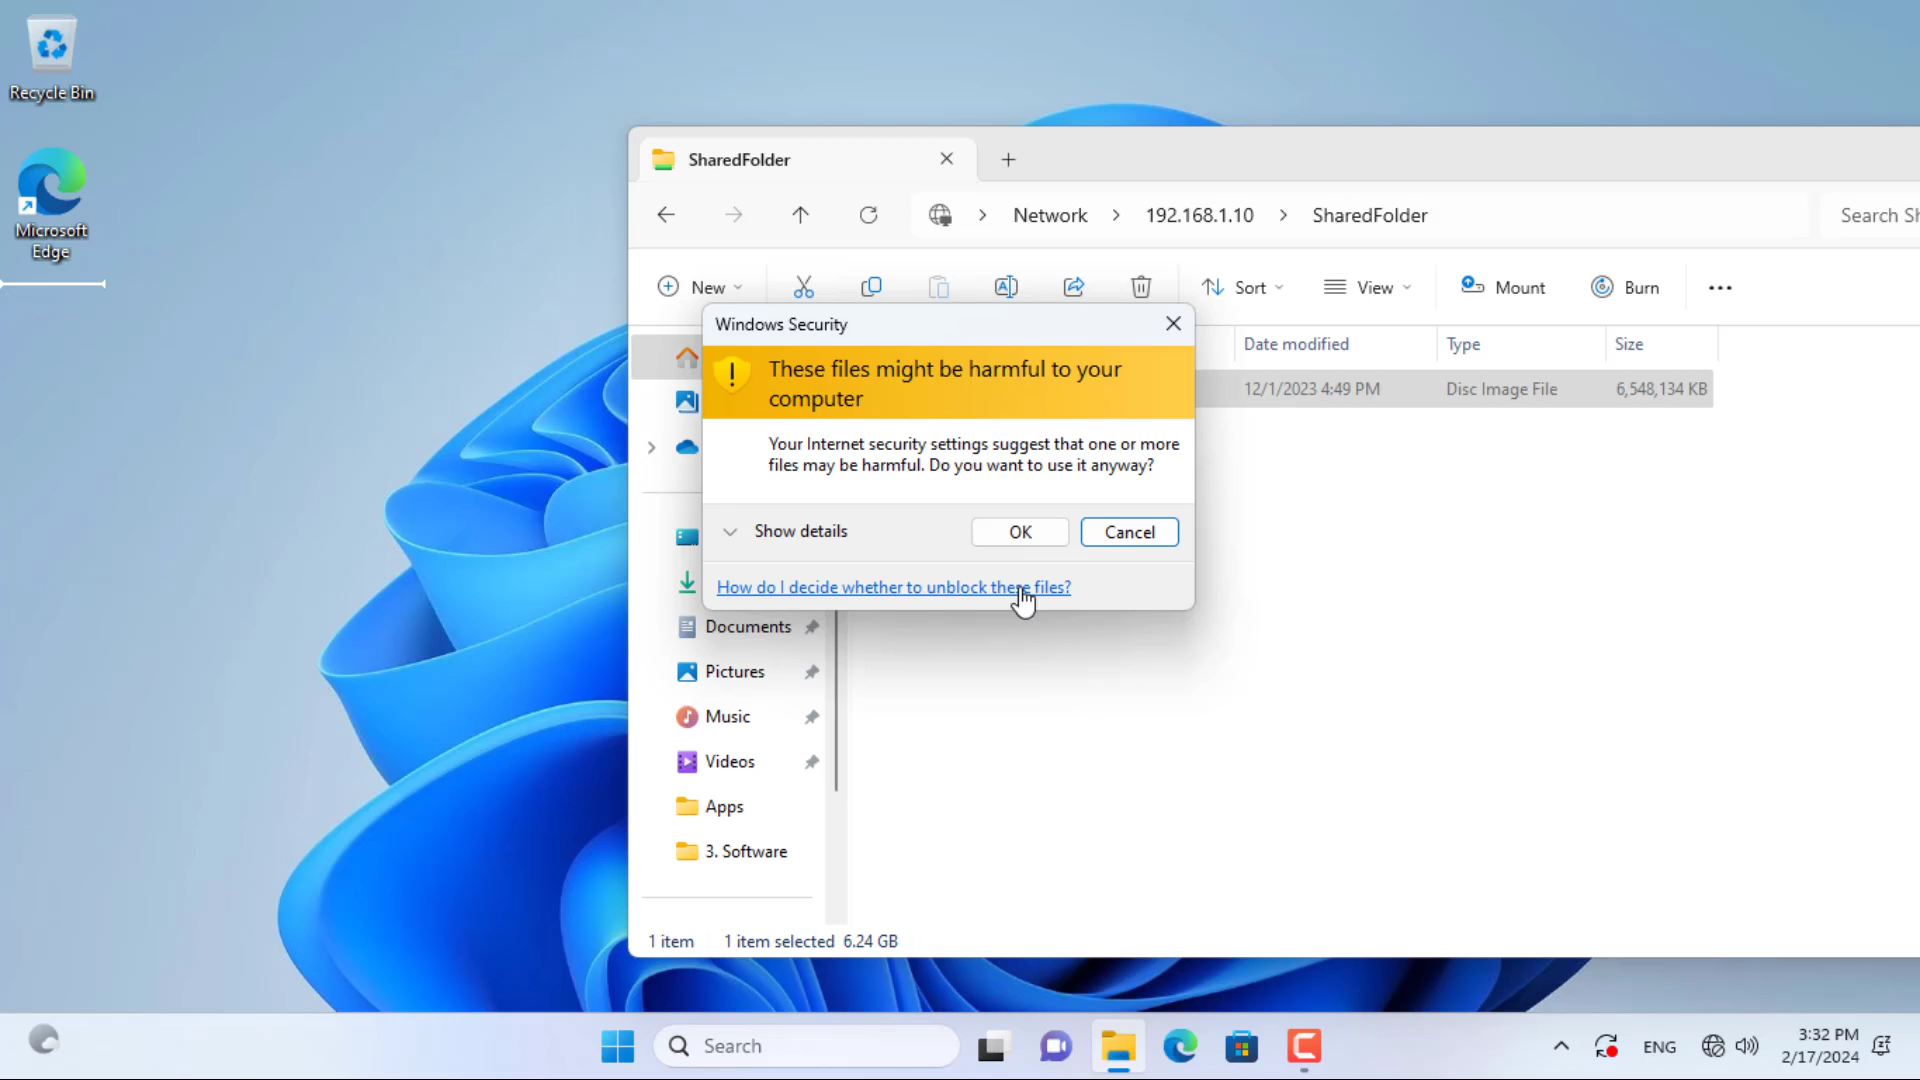 Recycle Bin
Microsoft
Edge
SharedFolder
Network
192.168.1.10
SharedFolder
Search Sh
New
Sort
View
Mount
Burn
Date modified
Type
Size
12/1/2023 4:49 PM
Disc Image File
6,548,134 KB
Windows Security
These files might be harmful to your
computer
Your Internet security settings suggest that one or more
files may be harmful. Do you want to use it anyway?
Show details
OK
Cancel
How do I decide whether to unblock these files?
Documents
Pictures
Music
Videos
Apps
3. Software
1 item
1 item selected 6.24 GB
Search
ENG
3:32 PM
2/17/2024